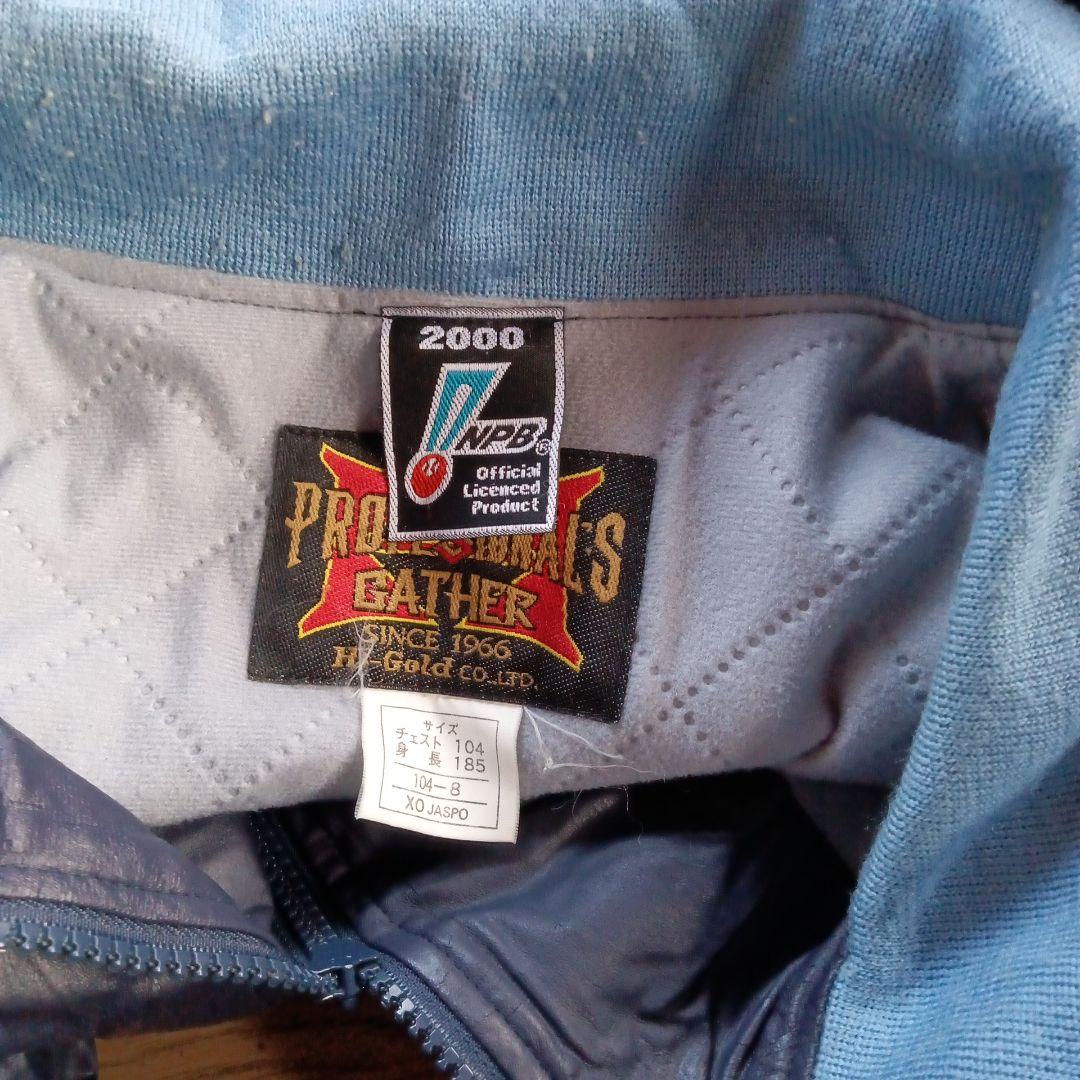 2000
NPB®
Official
Licenced
Product
PROFESSIONAL'S
GATHER
SINCE 1966
Hi-Gold CO.,LTD.
サイズ
チェスト 104
身長 185
104-8
XO JASPO